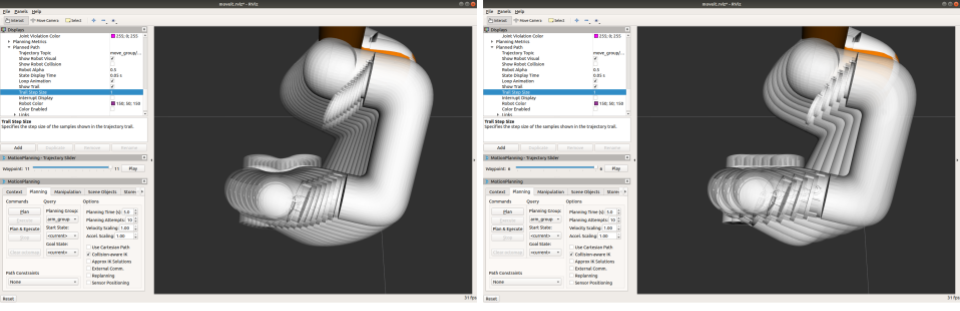 moveit.rviz* - RViz
File Panels Help
Interact Move Camera Select
Displays
Joint Violation Color 255; 0; 255
Planning Metrics
Planned Path
Trajectory Topic move_group/...
Show Robot Visual
Show Robot Collision
Robot Alpha 0.5
State Display Time 0.05 s
Loop Animation
Show Trail
Trail Step Size 1
Interrupt Display
Robot Color 150; 50; 150
Color Enabled
Links
Trail Step Size
Specifies the step size of the samples shown in the trajectory trail.
Add Duplicate Remove Rename
MotionPlanning - Trajectory Slider
Waypoint: 11 11 Play
MotionPlanning
Context Planning Manipulation Scene Objects
Commands Query Options
Plan Planning Group: Planning Time (s): 5.0
arm_group Planning Attempts: 10
Plan & Execute Start State: Velocity Scaling: 1.00
<current> Accel. Scaling: 1.00
Goal State: Use Cartesian Path
<current> Collision-aware IK
Approx IK Solutions
External Comm.
Path Constraints Replanning
None Sensor Positioning
Reset 31 fps
moveit.rviz* - RViz
File Panels Help
Interact Move Camera Select
Displays
Joint Violation Color 255; 0; 255
Planning Metrics
Planned Path
Trajectory Topic move_group/...
Show Robot Visual
Show Robot Collision
Robot Alpha 0.5
State Display Time 0.05 s
Loop Animation
Show Trail
Trail Step Size 1
Interrupt Display
Robot Color 150; 50; 150
Color Enabled
Links
Trail Step Size
Specifies the step size of the samples shown in the trajectory trail.
Add Duplicate Remove Rename
MotionPlanning - Trajectory Slider
Waypoint: 6 6 Play
MotionPlanning
Context Planning Manipulation Scene Objects
Commands Query Options
Plan Planning Group: Planning Time (s): 5.0
arm_group Planning Attempts: 10
Plan & Execute Start State: Velocity Scaling: 1.00
<current> Accel. Scaling: 1.00
Goal State: Use Cartesian Path
<current> Collision-aware IK
Approx IK Solutions
External Comm.
Path Constraints Replanning
None Sensor Positioning
Reset 31 fps